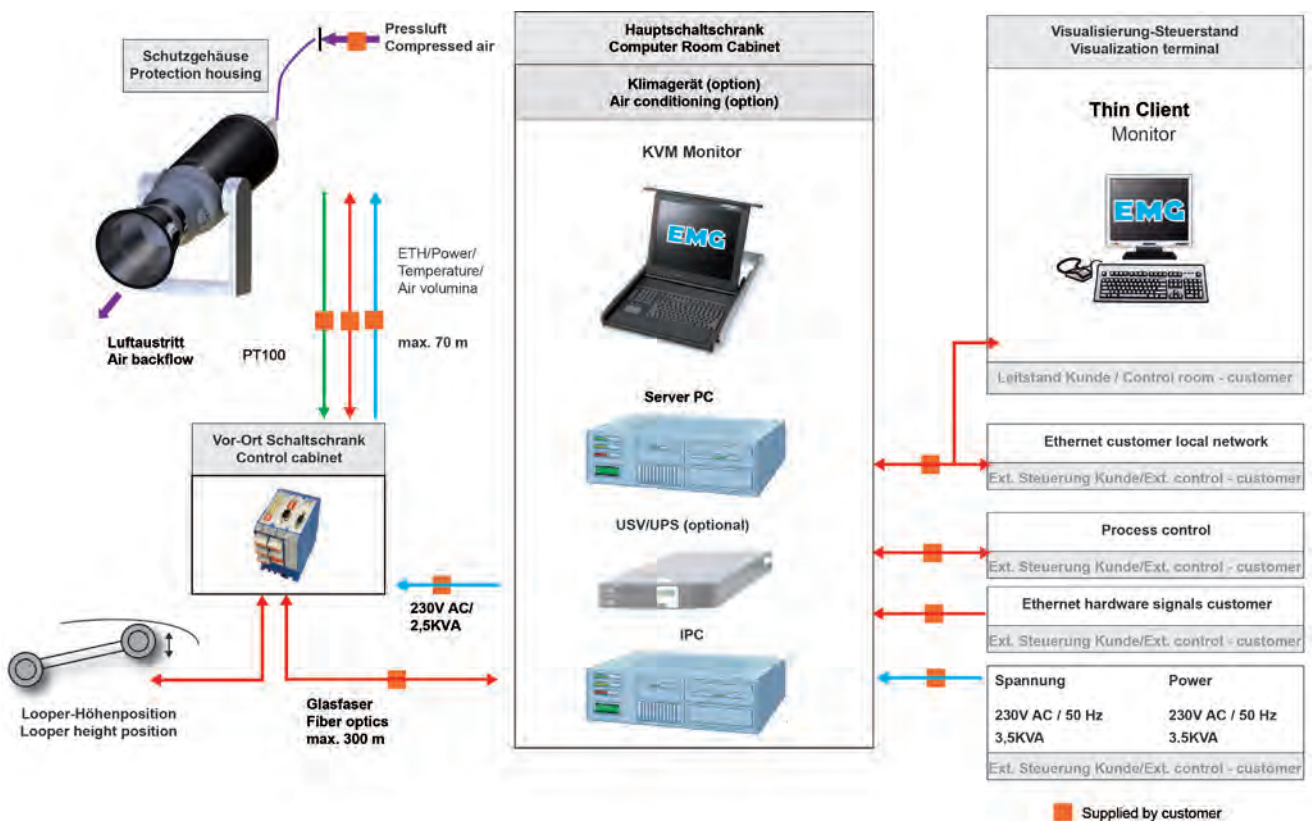 Pressluft
Compressed air
Schutzgehäuse
Protection housing
ETH/Power/
Temperature/
Air volumina
max. 70 m
Luftaustritt
Air backflow
PT100
Vor-Ort Schaltschrank
Control cabinet
230V AC/
2,5KVA
Looper-Höhenposition
Looper height position
Glasfaser
Fiber optics
max. 300 m
Hauptschaltschrank
Computer Room Cabinet
Klimagerät (option)
Air conditioning (option)
KVM Monitor
EMG
Server PC
USV/UPS (optional)
IPC
Visualisierung-Steuerstand
Visualization terminal
Thin Client
Monitor
EMG
Leitstand Kunde / Control room - customer
Ethernet customer local network
Ext. Steuerung Kunde/Ext. control - customer
Process control
Ext. Steuerung Kunde/Ext. control - customer
Ethernet hardware signals customer
Ext. Steuerung Kunde/Ext. control - customer
Spannung Power
230V AC / 50 Hz 230V AC / 50 Hz
3,5KVA 3.5KVA
Ext. Steuerung Kunde/Ext. control - customer
Supplied by customer